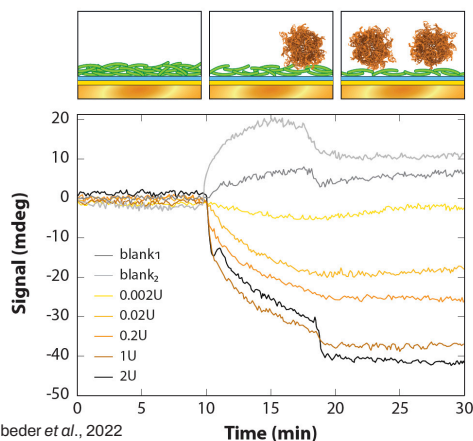 20
10
0
-10
-20
-30
-40
-50
Signal (mdeg)
blank1
blank2
0.002U
0.02U
0.2U
1U
2U
0
5
10
15
20
25
30
beder et al., 2022
Time (min)